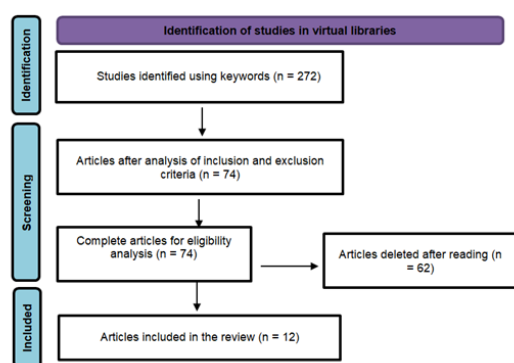 Identification of studies in virtual libraries
Identification
Studies identified using keywords (n = 272)
Screening
Articles after analysis of inclusion and exclusion
criteria (n = 74)
Complete articles for eligibility
analysis (n = 74)
Articles deleted after reading (n
= 62)
Included
Articles included in the review (n = 12)